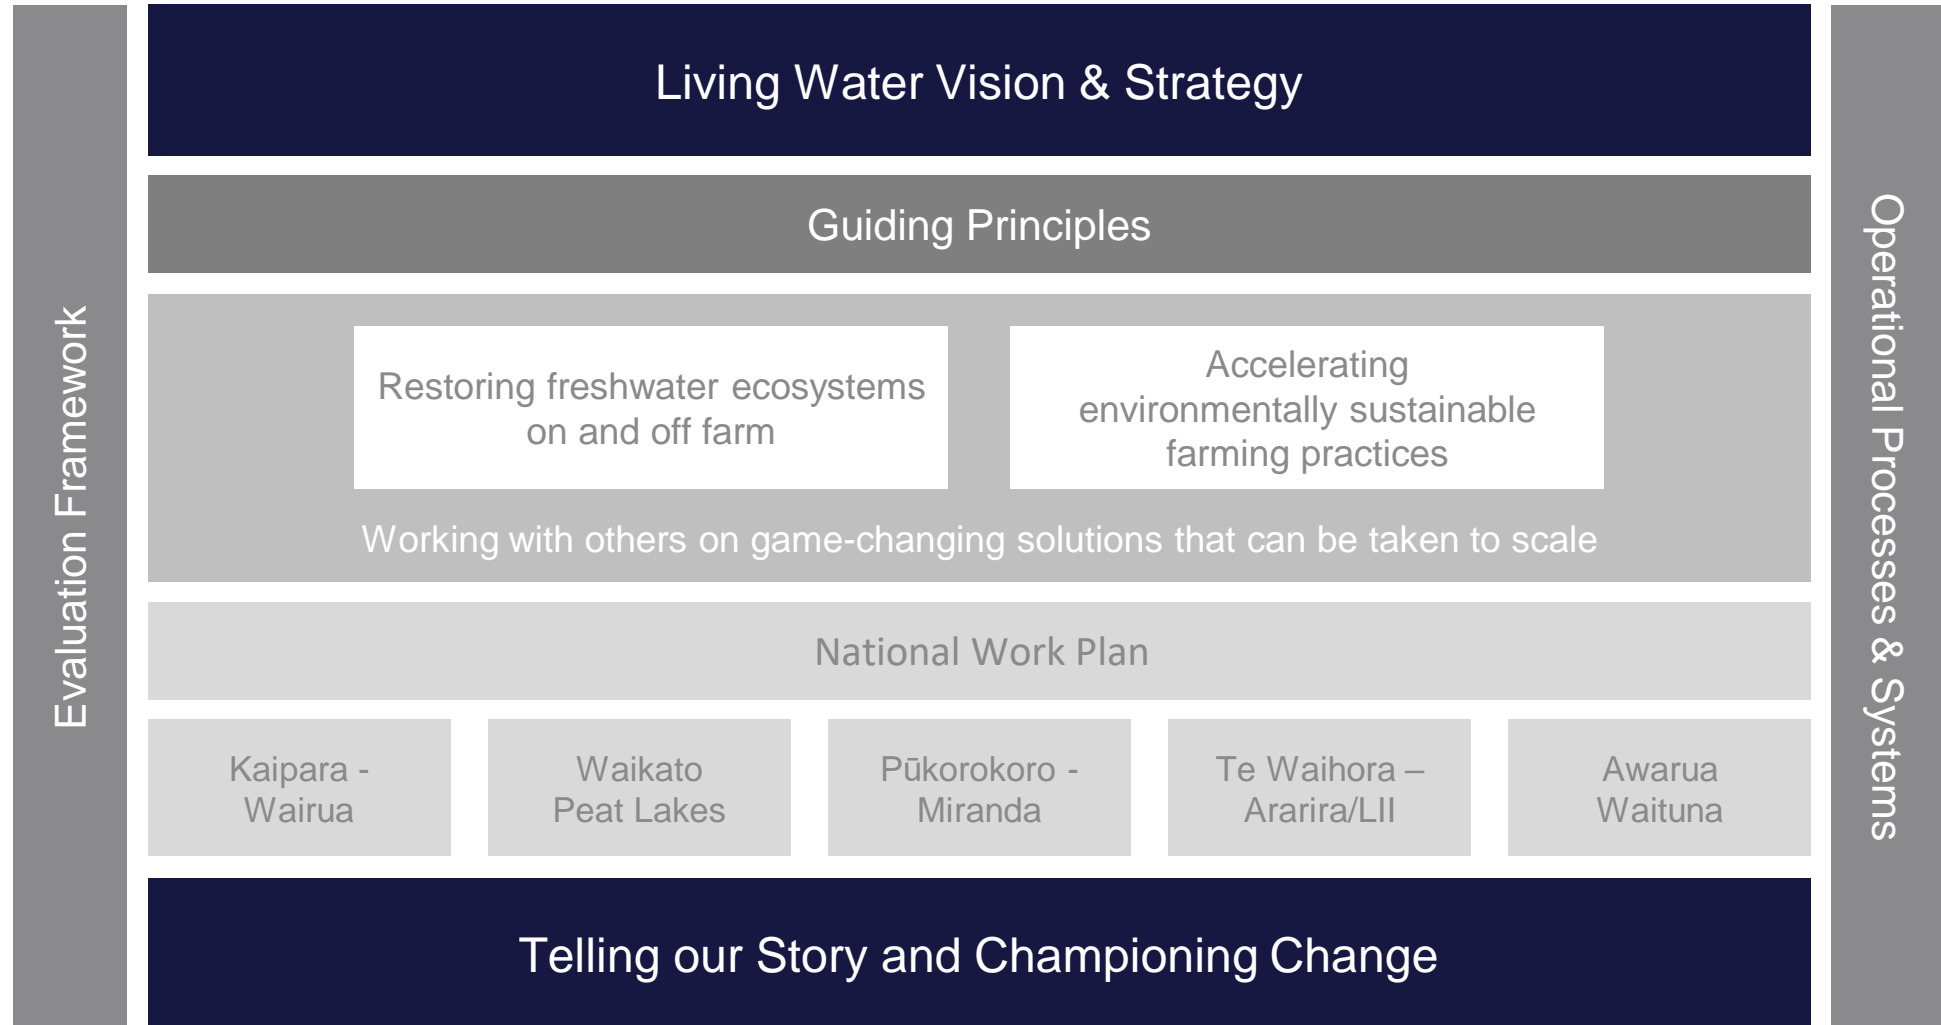 Living Water Vision & Strategy
Guiding Principles
Restoring freshwater ecosystems
on and off farm
Accelerating
environmentally sustainable
farming practices
Working with others on game-changing solutions that can be taken to scale
National Work Plan
Kaipara -
Wairua
Waikato
Peat Lakes
Pūkorokoro -
Miranda
Te Waihora –
Ararira/LII
Awarua
Waituna
Telling our Story and Championing Change
Evaluation Framework
Operational Processes & Systems